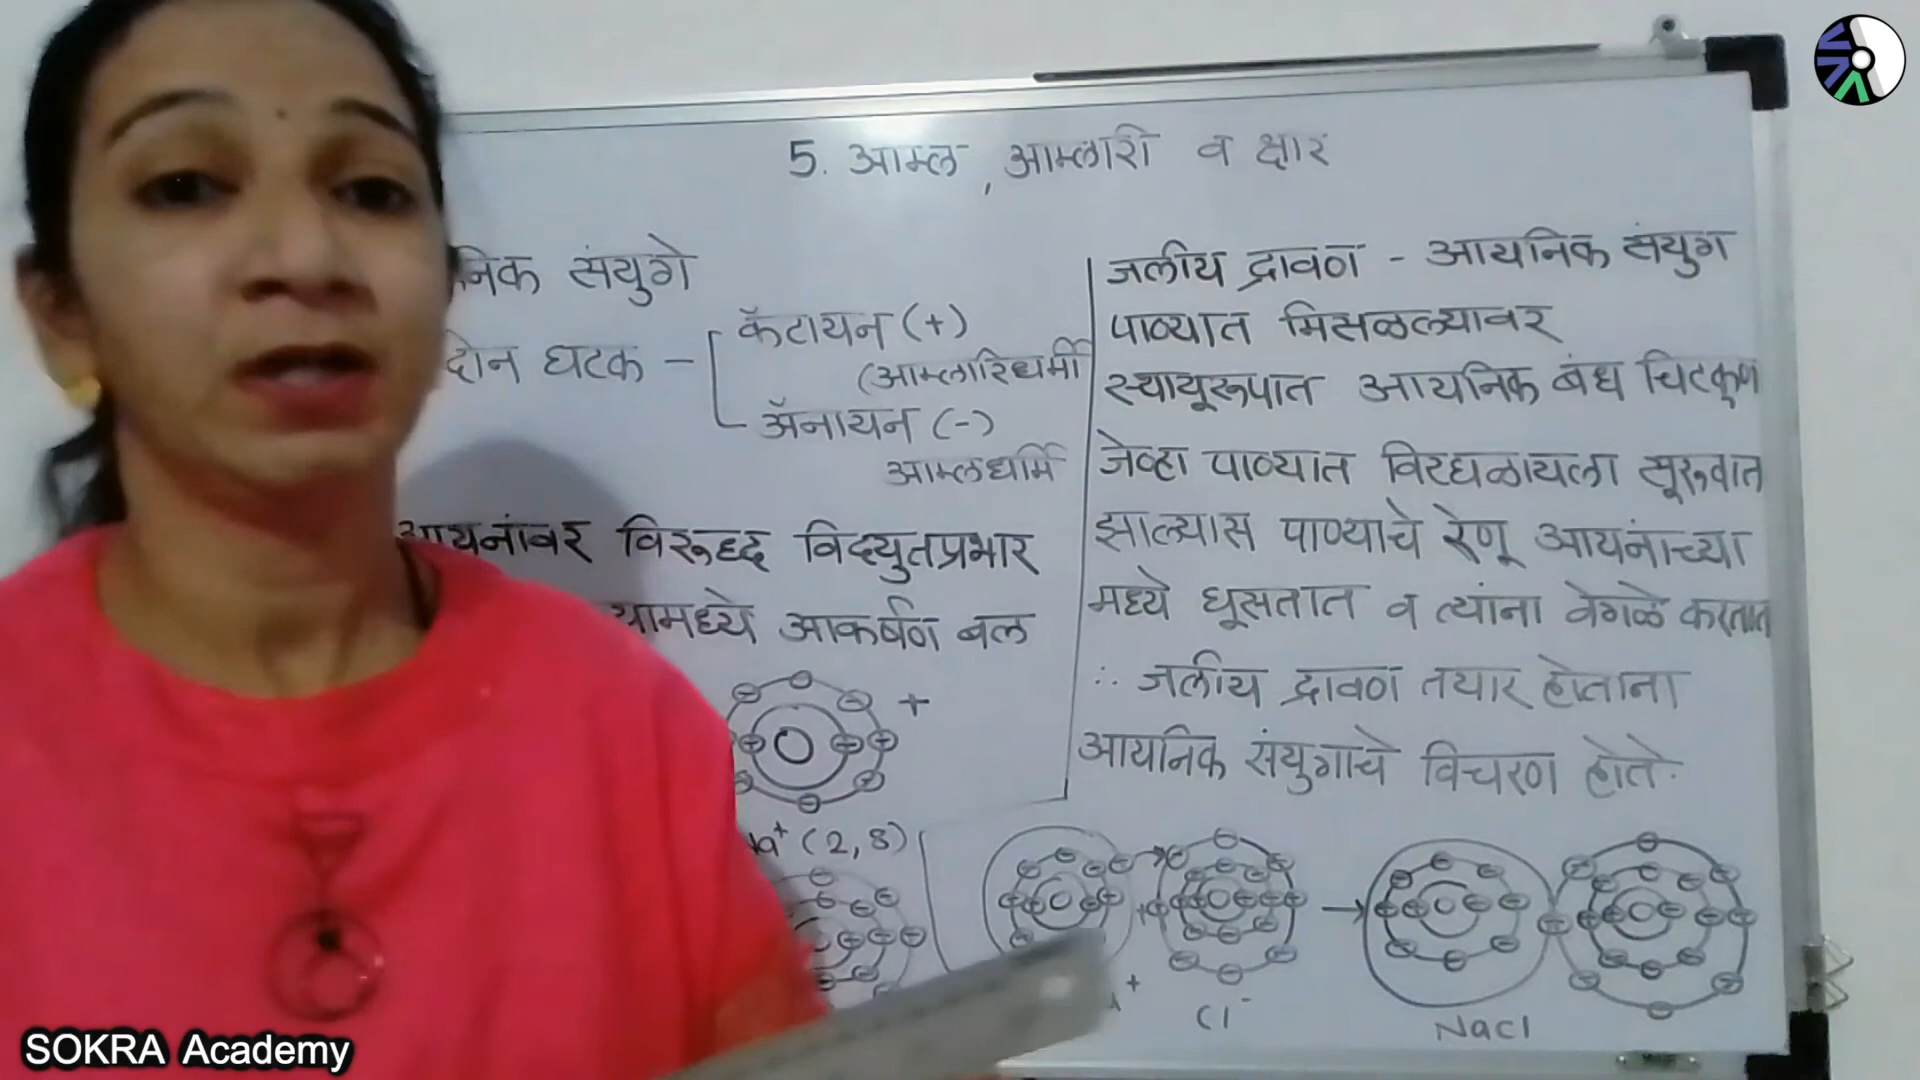 5. आम्ल, आम्लारी व क्षार
संयुगे
दोन घटक - कॅटायन (+)
(आम्लारिधर्मी
ॲनायन (-)
आम्लधर्मि
आयनांवर विरुद्ध विद्युतप्रभार
आकर्षण बल
+
Na+ (2, 8)
जलीय द्रावण - आयनिक संयुग
पाण्यात मिसळल्यावर
स्थायूरूपात आयनिक बंध चिटकून
जेव्हा पाण्यात विरघळायला सूरुवात
झाल्यास पाण्याचे रेणू आयनांच्या
मध्ये घूसतात व त्यांना वेगळे करतात
∴ जलीय द्रावण तयार होताना
आयनिक संयुगाचे विचरण होते.
Cl-
NaCl
SOKRA Academy